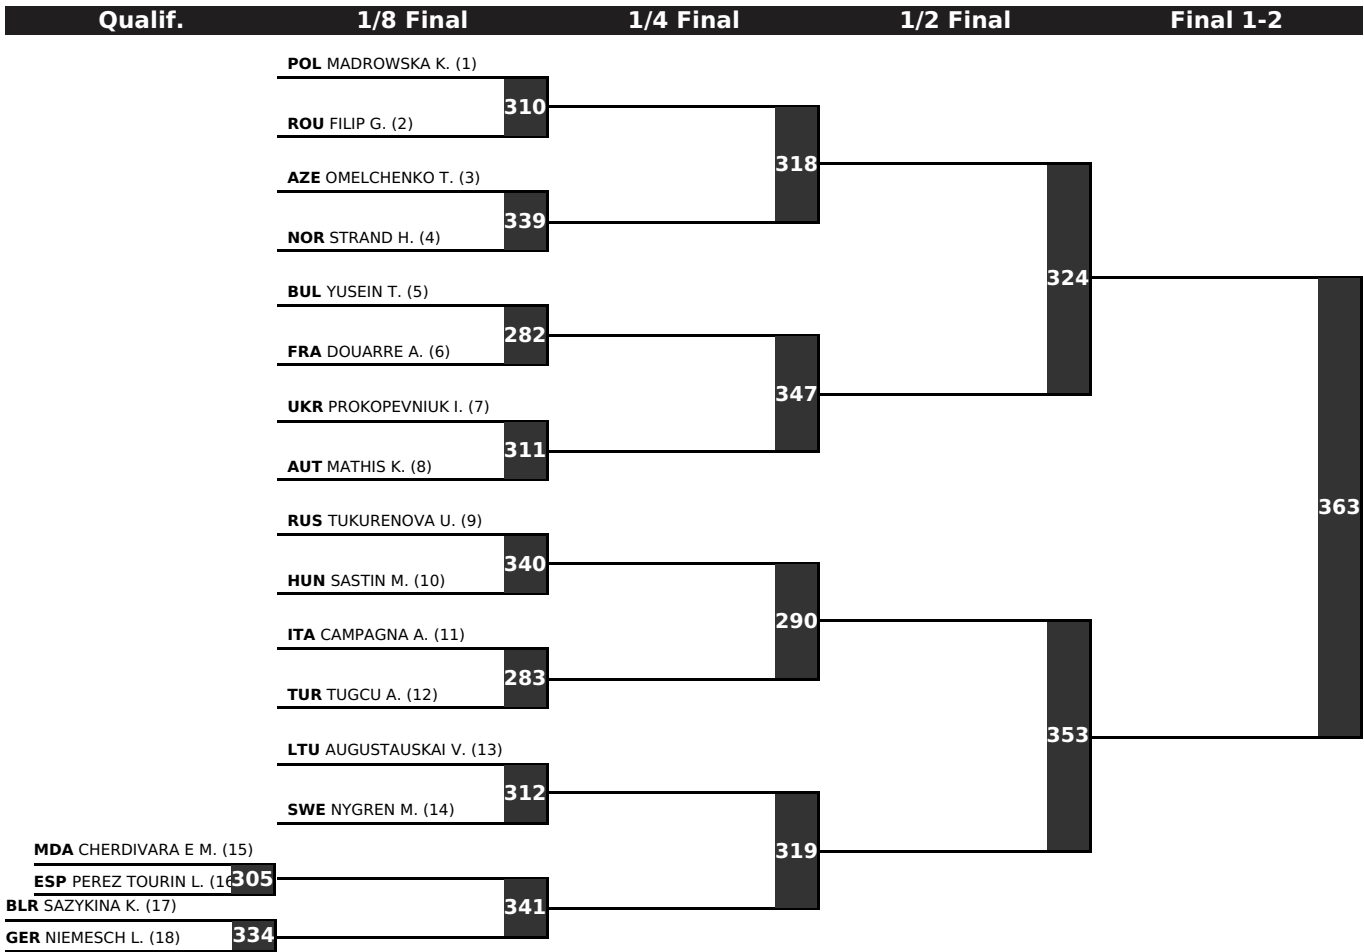 Qualif. 1/8 Final 1/4 Final 1/2 Final Final 1-2
POL MADROWSKA K. (1)
310
ROU FILIP G. (2)
318
AZE OMELCHENKO T. (3)
339
NOR STRAND H. (4)
324
BUL YUSEIN T. (5)
282
FRA DOUARRE A. (6)
347
UKR PROKOPEVNIUK I. (7)
311
AUT MATHIS K. (8)
363
RUS TUKURENOVA U. (9)
340
HUN SASTIN M. (10)
290
ITA CAMPAGNA A. (11)
283
TUR TUGCU A. (12)
353
LTU AUGUSTAUSKAI V. (13)
312
SWE NYGREN M. (14)
MDA CHERDIVARA E M. (15)
319
ESP PEREZ TOURIN L. (16
305
BLR SAZYKINA K. (17)
341
GER NIEMESCH L. (18)
334